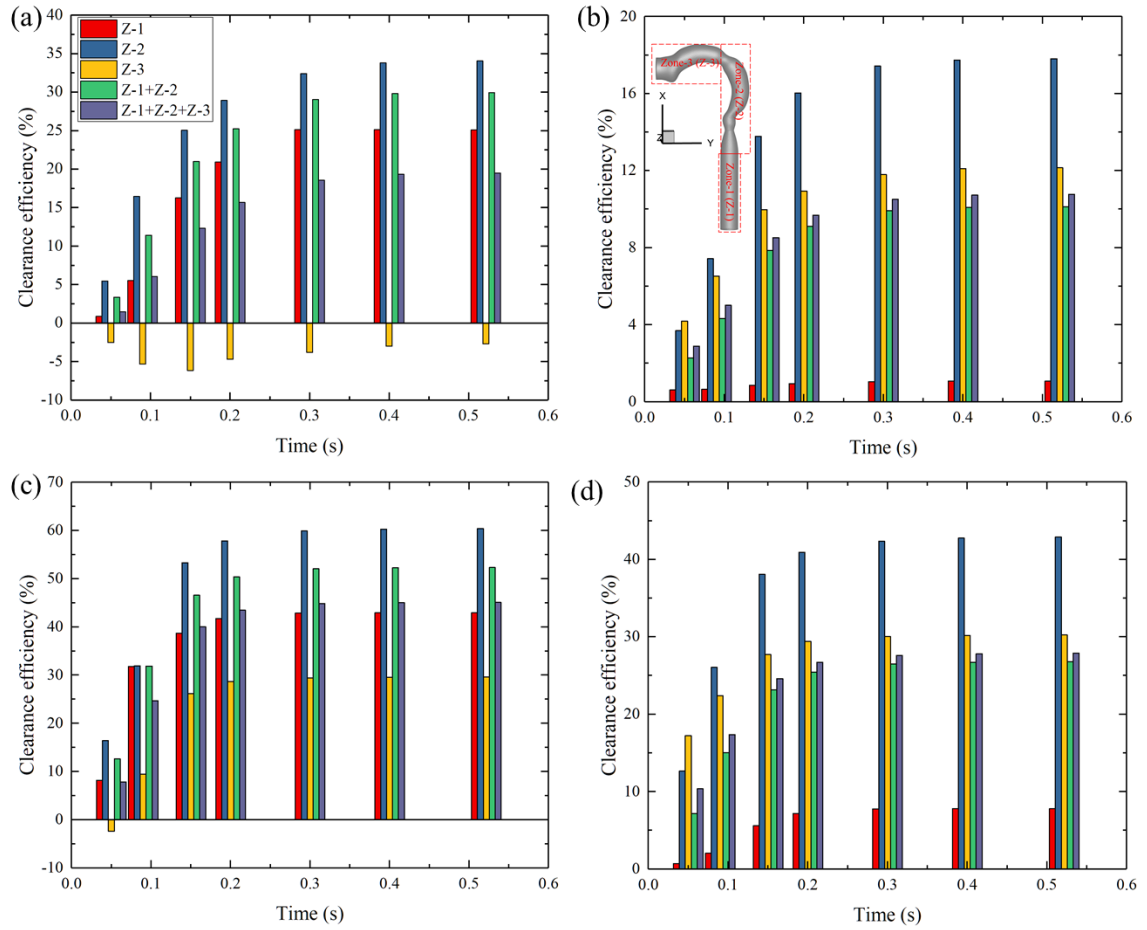 (a)
Z-1
Z-2
Z-3
Z-1+Z-2
Z-1+Z-2+Z-3
40
35
30
25
20
15
10
5
0
-5
-10
Clearance efficiency (%)
0.0 0.1 0.2 0.3 0.4 0.5 0.6
Time (s)
(b)
20
16
12
8
4
0
Clearance efficiency (%)
Zone-3 (Z-3)
Zone-2 (Z-2)
Zone-1 (Z-1)
X
Z
Y
0.0 0.1 0.2 0.3 0.4 0.5 0.6
Time (s)
(c)
70
60
50
40
30
20
10
0
-10
Clearance efficiency (%)
0.0 0.1 0.2 0.3 0.4 0.5 0.6
Time (s)
(d)
50
40
30
20
10
0
Clearance efficiency (%)
0.0 0.1 0.2 0.3 0.4 0.5 0.6
Time (s)